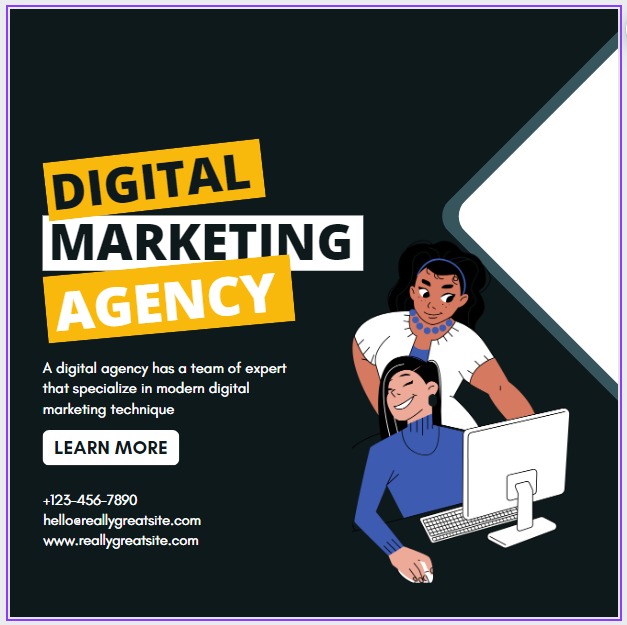 DIGITAL
MARKETING
AGENCY
A digital agency has a team of expert
that specialize in modern digital
marketing technique
LEARN MORE
+123-456-7890
hello@reallygreatsite.com
www.reallygreatsite.com